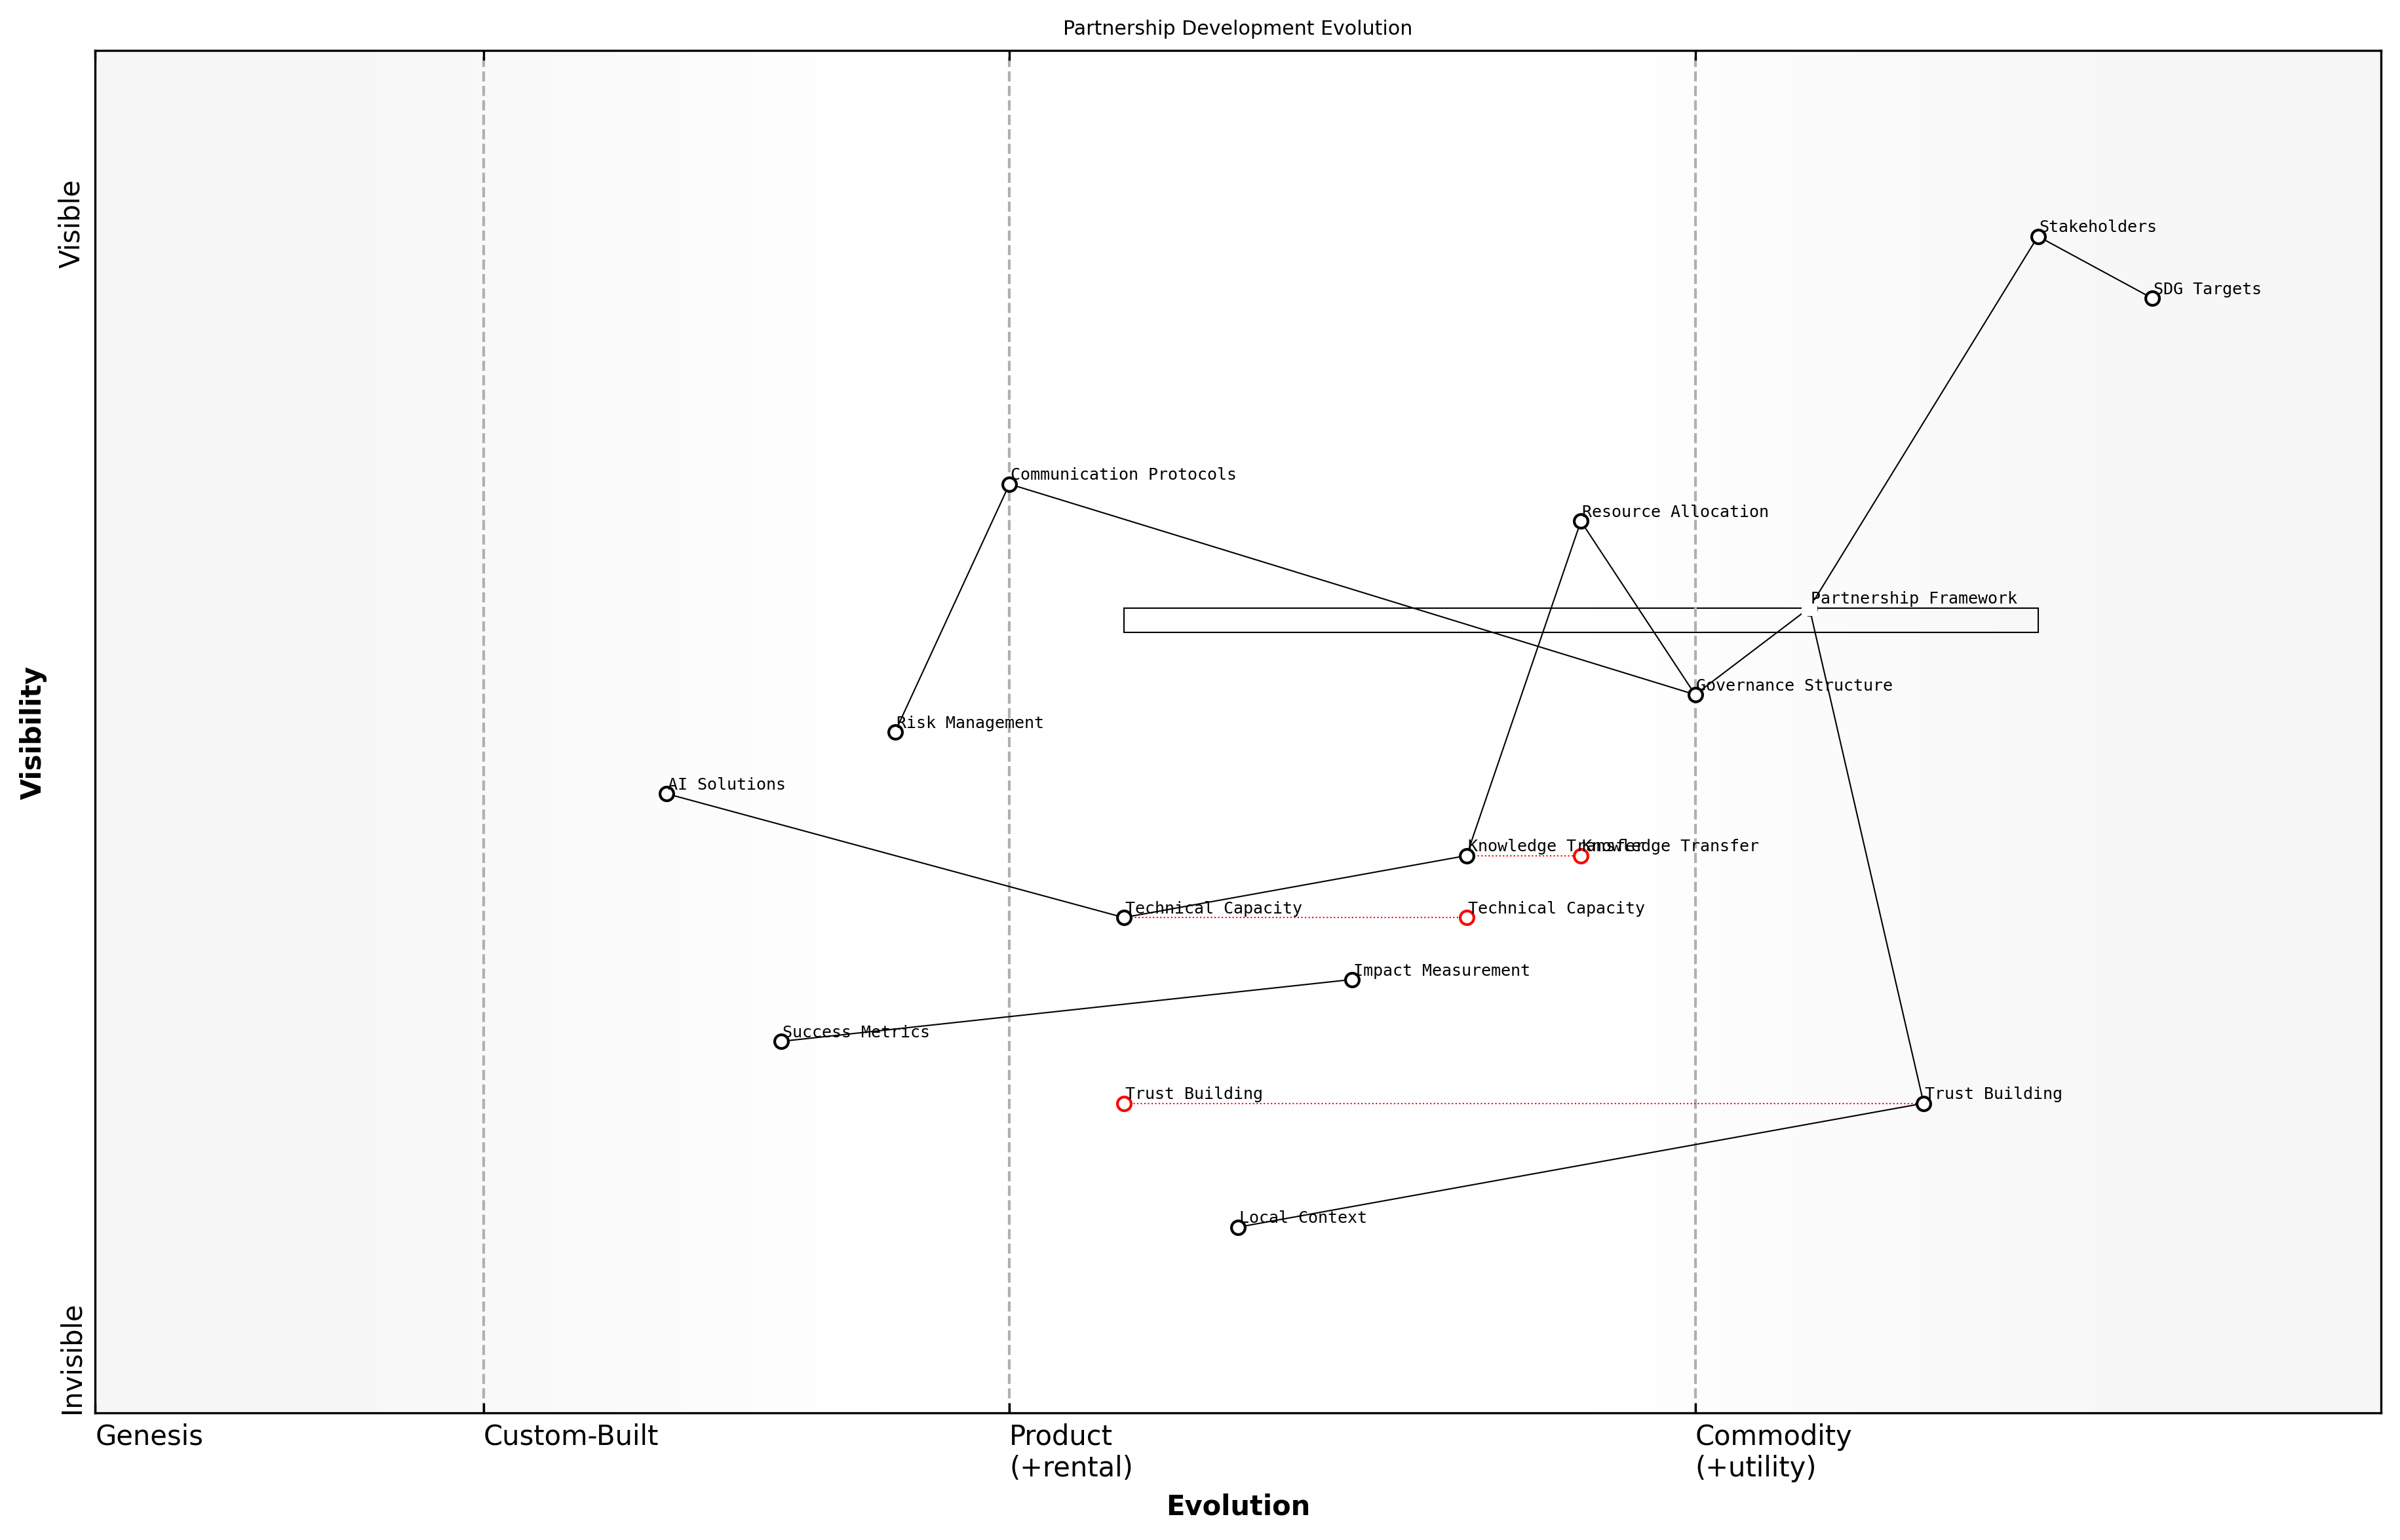 Partnership Development Evolution
Visible
Stakeholders
SDG Targets
Communication Protocols
Resource Allocation
Partnership Framework
Governance Structure
Risk Management
AI Solutions
Knowledge Transfer
Knowledge Transfer
Technical Capacity
Technical Capacity
Impact Measurement
Success Metrics
Trust Building
Trust Building
Local Context
Visibility
Invisible
Genesis
Custom-Built
Product
(+rental)
Commodity
(+utility)
Evolution